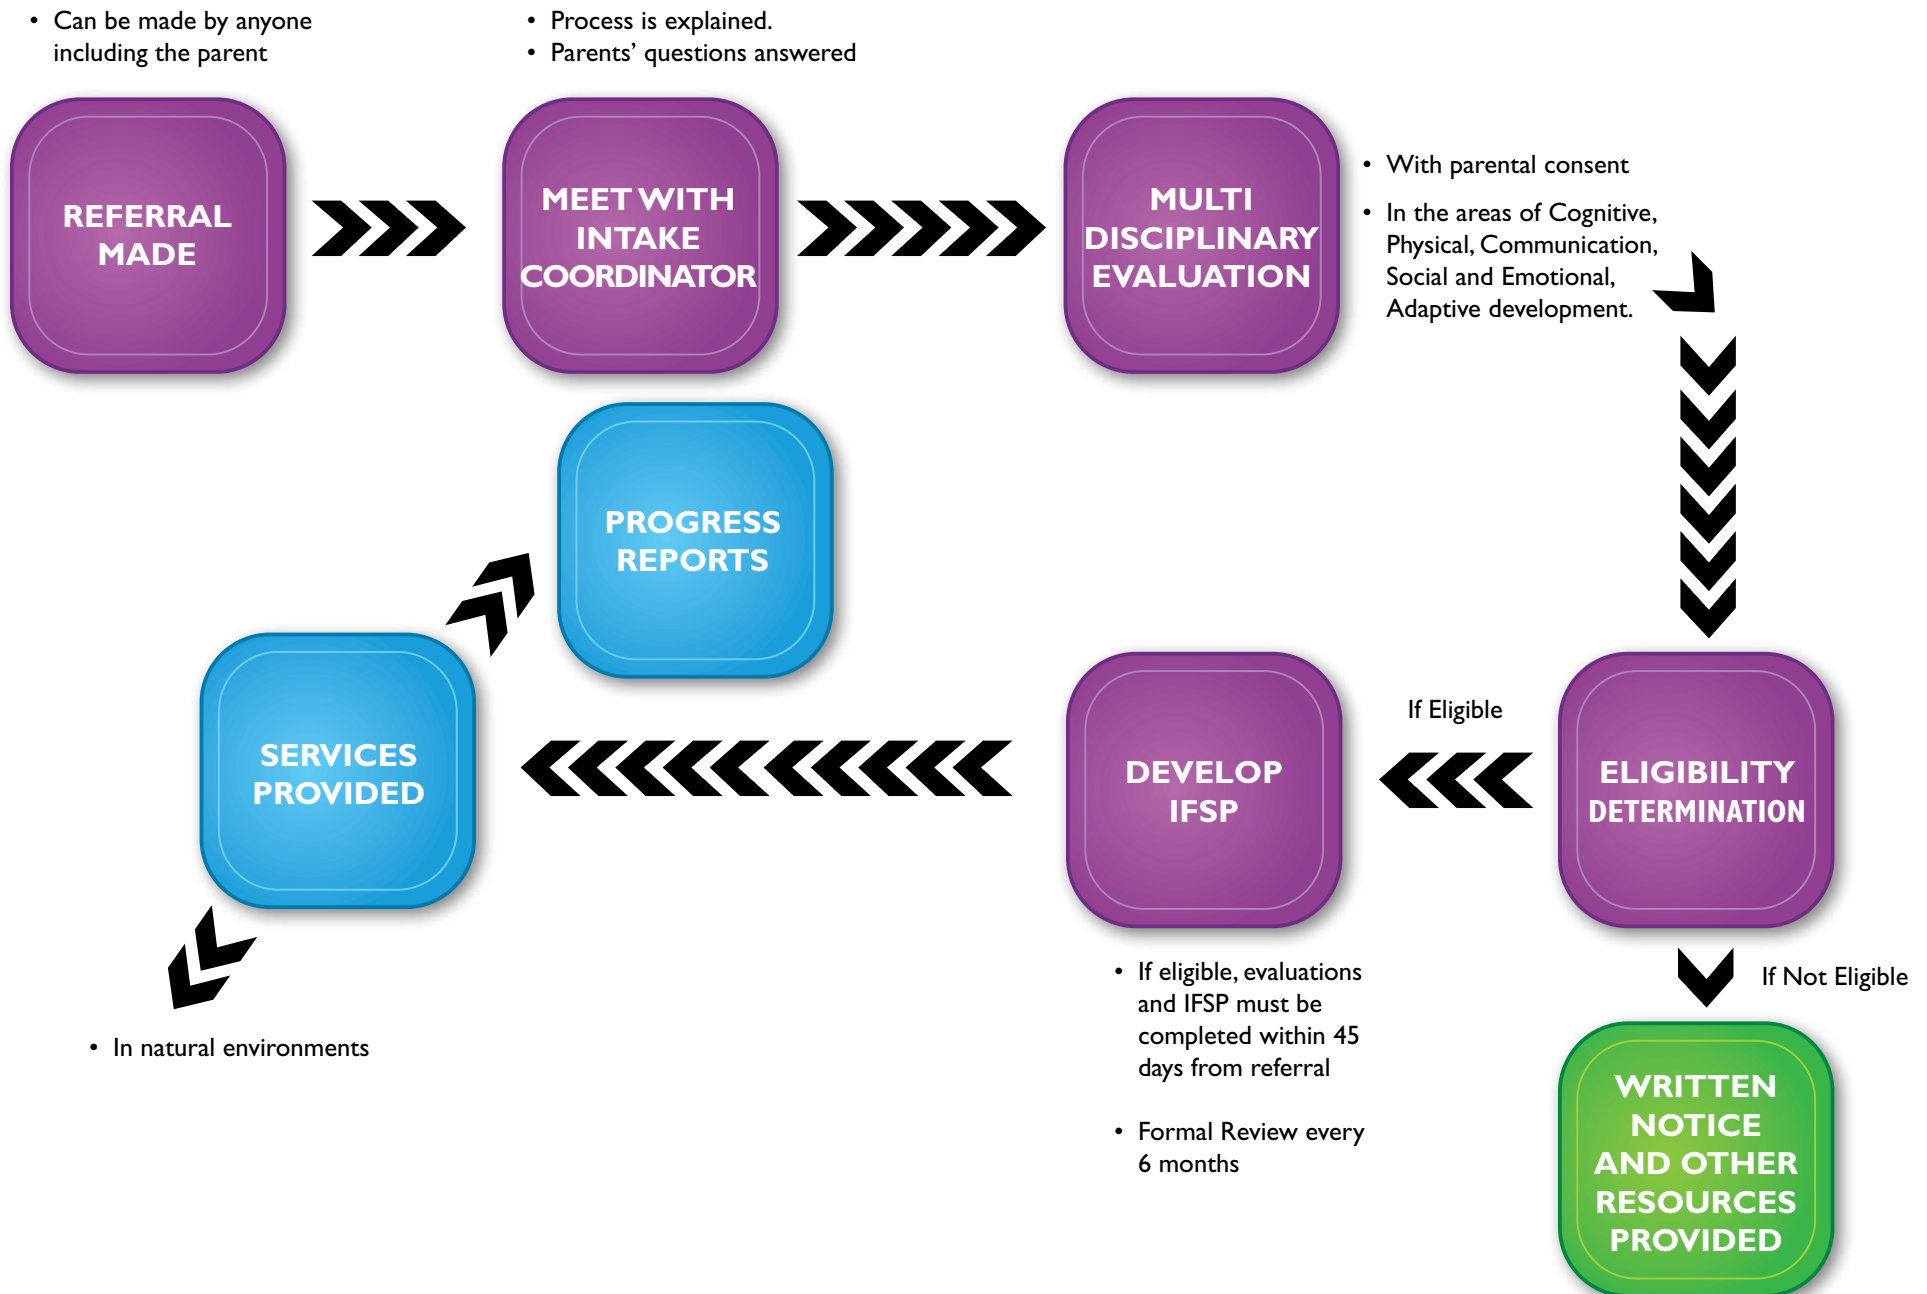 • Can be made by anyone
including the parent
• Process is explained.
• Parents’ questions answered
REFERRAL
MADE
MEET WITH
INTAKE
COORDINATOR
MULTI
DISCIPLINARY
EVALUATION
• With parental consent
• In the areas of Cognitive,
Physical, Communication,
Social and Emotional,
Adaptive development.
PROGRESS
REPORTS
SERVICES
PROVIDED
DEVELOP
IFSP
If Eligible
ELIGIBILITY
DETERMINATION
• In natural environments
• If eligible, evaluations
and IFSP must be
completed within 45
days from referral
• Formal Review every
6 months
If Not Eligible
WRITTEN
NOTICE
AND OTHER
RESOURCES
PROVIDED